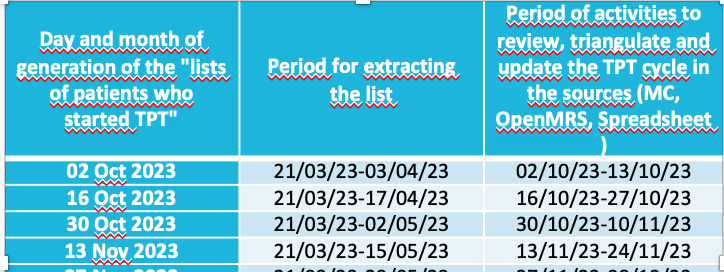 Day and month of
generation of the "lists
of patients who
started TPT"
Period for extracting
the list
Period of activities to
review, triangulate and
update the TPT cycle in
the sources (MC,
OpenMRS, Spreadsheet
)
02 Oct 2023 21/03/23-03/04/23 02/10/23-13/10/23
16 Oct 2023 21/03/23-17/04/23 16/10/23-27/10/23
30 Oct 2023 21/03/23-02/05/23 30/10/23-10/11/23
13 Nov 2023 21/03/23-15/05/23 13/11/23-24/11/23